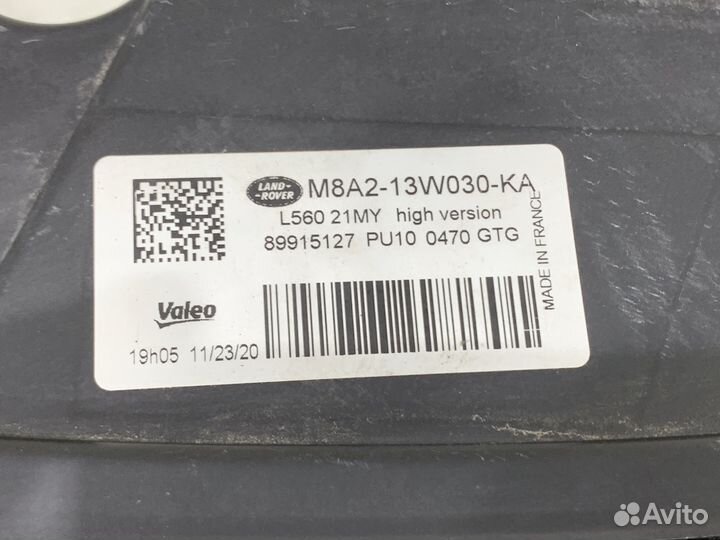 LAND-
ROVER
M8A2-13W030-KA
L560 21MY high version
89915127 PU10 0470 GTG
MADE IN FRANCE
Valeo
19h05 11/23/20
Avito